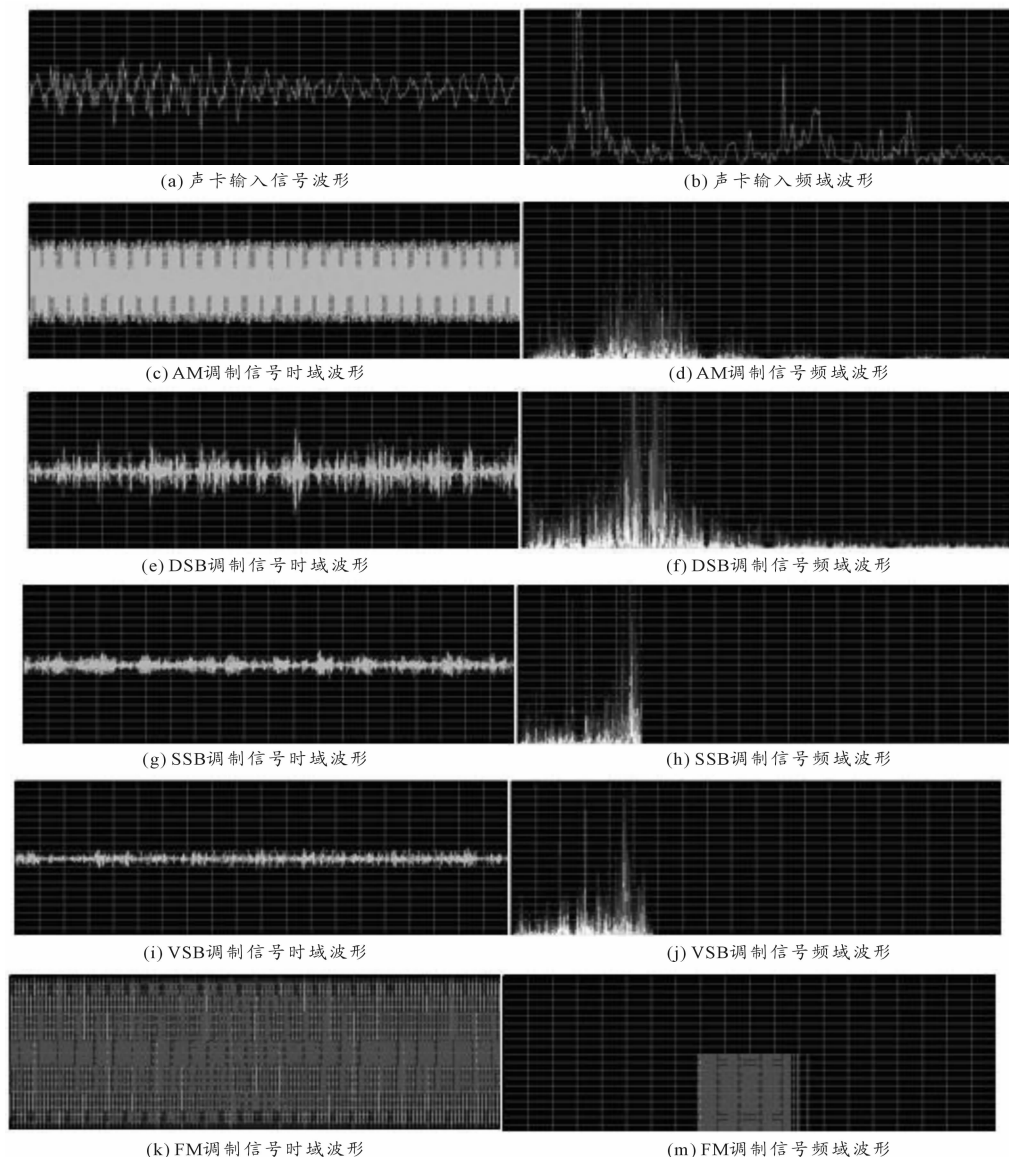 (a) 声卡输入信号波形
(b) 声卡输入频域波形
(c) AM调制信号时域波形
(d) AM调制信号频域波形
(e) DSB调制信号时域波形
(f) DSB调制信号频域波形
(g) SSB调制信号时域波形
(h) SSB调制信号频域波形
(i) VSB调制信号时域波形
(j) VSB调制信号频域波形
(k) FM调制信号时域波形
(m) FM调制信号频域波形